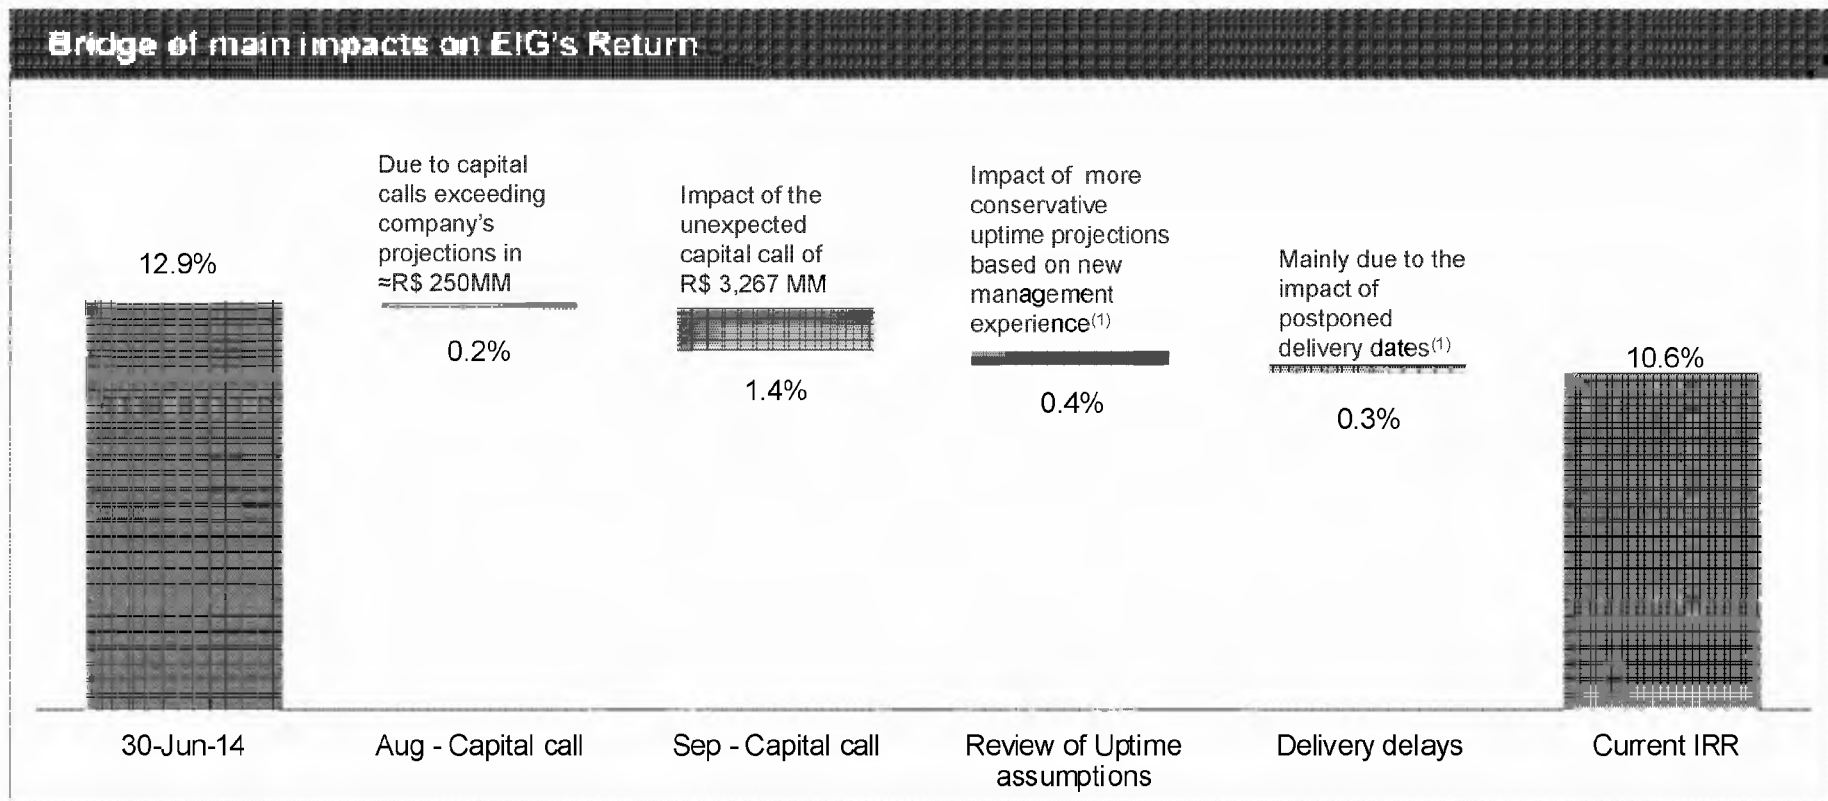 Bridge of main impacts on EIG's Return
12.9%
Due to capital
calls exceeding
company's
projections in
≈R$ 250MM
0.2%
Impact of the
unexpected
capital call of
R$ 3,267 MM
1.4%
Impact of more
conservative
uptime projections
based on new
management
experience(1)
0.4%
Mainly due to the
impact of
postponed
delivery dates(1)
0.3%
10.6%
30-Jun-14
Aug - Capital call
Sep - Capital call
Review of Uptime
assumptions
Delivery delays
Current IRR